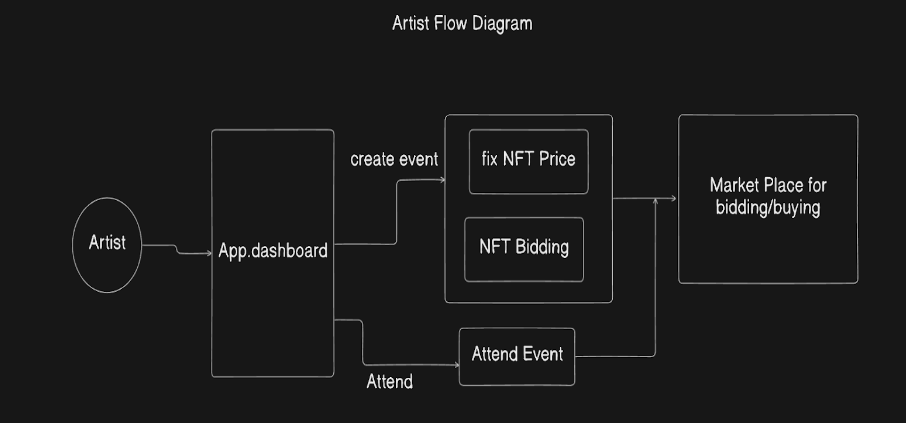 Artist Flow Diagram
create event
fix NFT Price
Market Place for
bidding/buying
Artist
App.dashboard
NFT Bidding
Attend Event
Attend